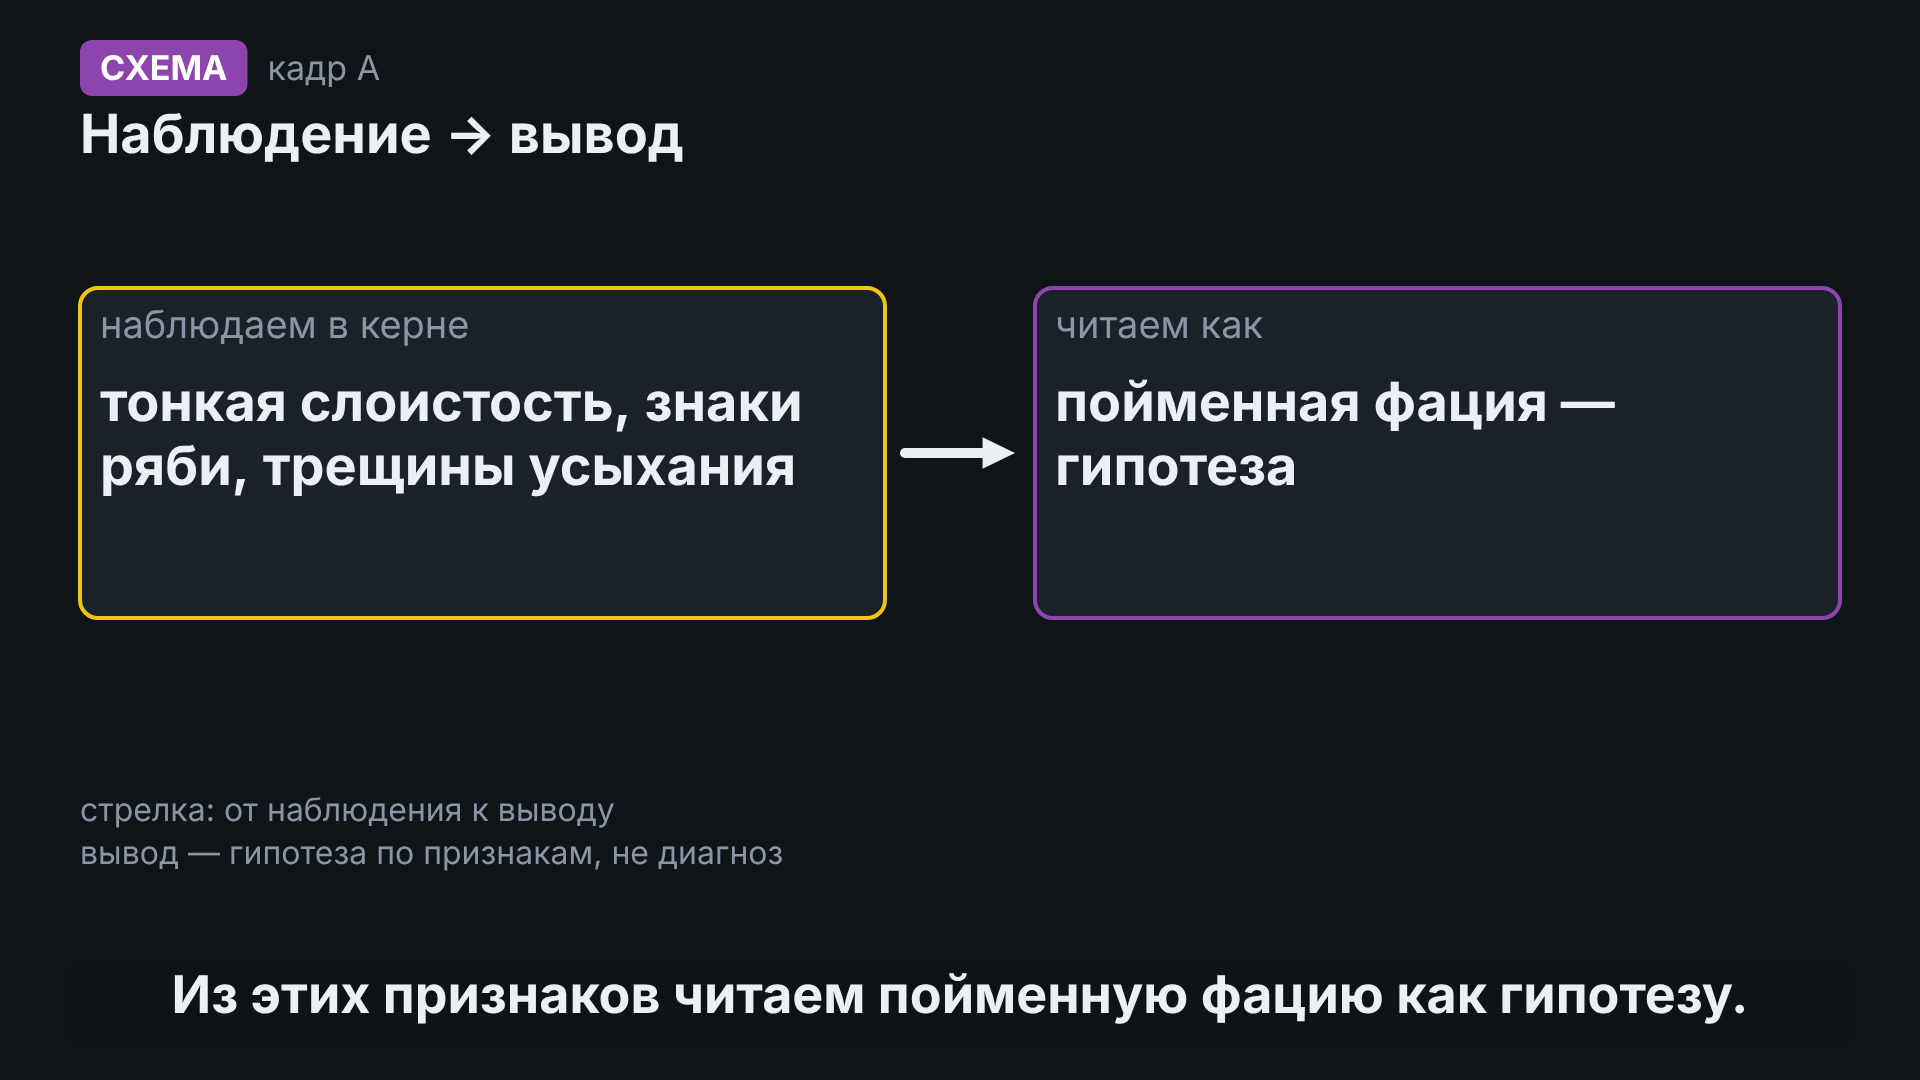 СХЕМА кадр А
Наблюдение → вывод
наблюдаем в керне
тонкая слоистость, знаки
ряби, трещины усыхания
читаем как
пойменная фация —
гипотеза
стрелка: от наблюдения к выводу
вывод — гипотеза по признакам, не диагноз
Из этих признаков читаем пойменную фацию как гипотезу.